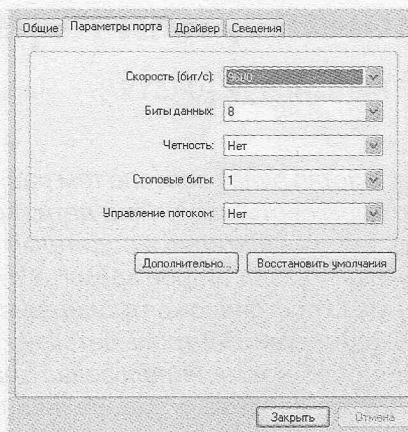 Общие Параметры порта Драйвер Сведения
Скорость (бит/с): 9600
Биты данных: 8
Четность: Нет
Стоповые биты: 1
Управление потоком: Нет
Дополнительно... Восстановить умолчания
Закрыть Отмена